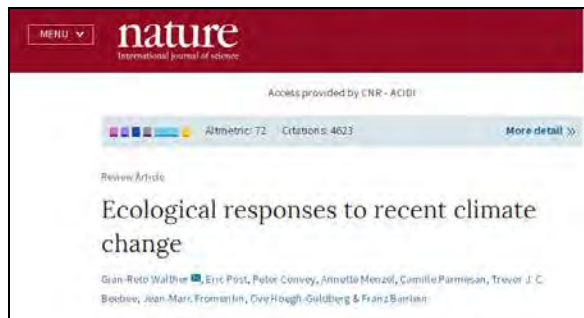 MENU
nature
International journal of science
Access provided by CNR - ACIDI
Altmetric: 72 Citations: 4623 More detail »
Review Article
Ecological responses to recent climate
change
Gian-Reto Walther, Eric Post, Peter Convey, Annette Menzel, Camille Parmesan, Trevor J. C.
Beebee, Jean-Marc Fromentin, Ove Hoegh-Guldberg & Franz Bairlein